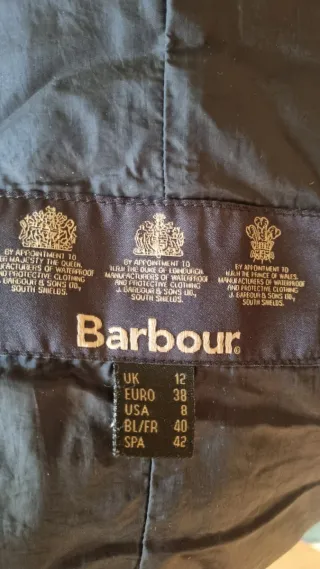 BY APPOINTMENT TO
HER MAJESTY THE QUEEN,
MANUFACTURERS OF WATERPROOF
AND PROTECTIVE CLOTHING
J. BARBOUR & SONS LTD.,
SOUTH SHIELDS.
BY APPOINTMENT TO
H.R.H. THE DUKE OF EDINBURGH,
MANUFACTURERS OF WATERPROOF
AND PROTECTIVE CLOTHING
J. BARBOUR & SONS LTD.,
SOUTH SHIELDS.
BY APPOINTMENT TO
H.R.H. THE PRINCE OF WALES,
MANUFACTURERS OF WATERPROOF
AND PROTECTIVE CLOTHING
J. BARBOUR & SONS LTD.,
SOUTH SHIELDS.
Barbour®
UK 12
EURO 38
USA 8
BL/FR 40
SPA 42